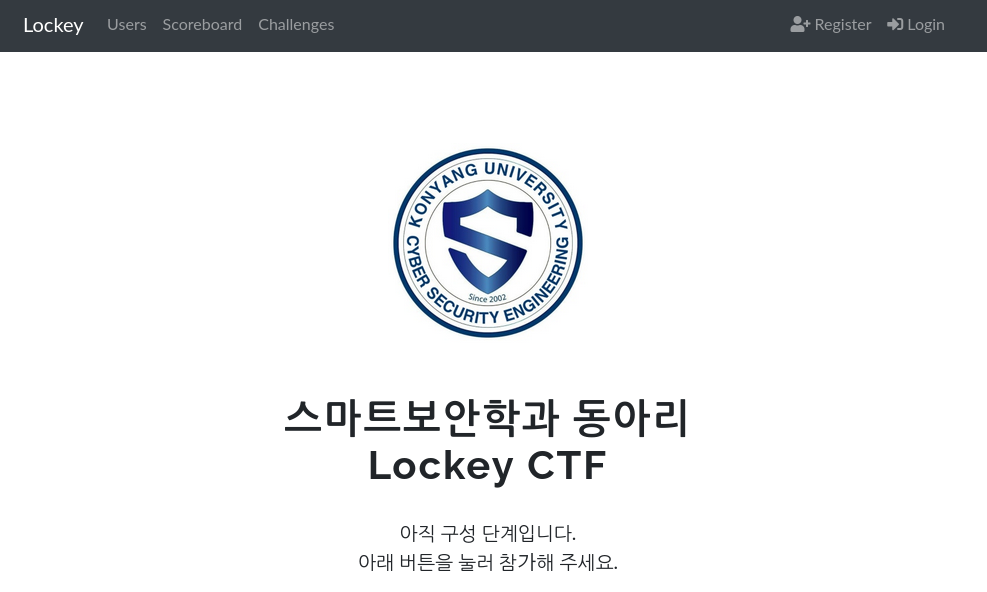 Lockey Users Scoreboard Challenges Register Login
KONYANG UNIVERSITY
CYBER SECURITY ENGINEERING
Since 2002
스마트보안학과 동아리
Lockey CTF
아직 구성 단계입니다.
아래 버튼을 눌러 참가해 주세요.